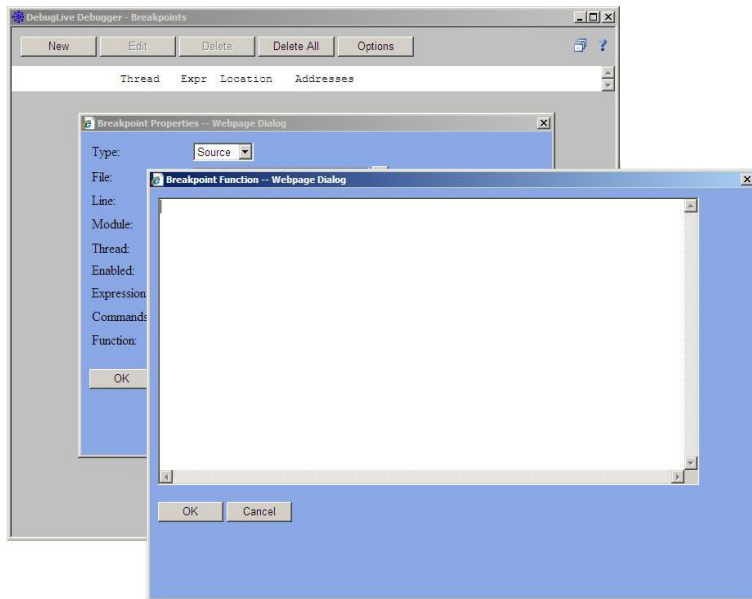 DebugLive Debugger - Breakpoints
New Edit Delete Delete All Options ?
Thread Expr Location Addresses
Breakpoint Properties -- Webpage Dialog
Type: Source
File:
Breakpoint Function -- Webpage Dialog
Line:
Module:
Thread:
Enabled:
Expression
Commands
Function:
OK
OK Cancel